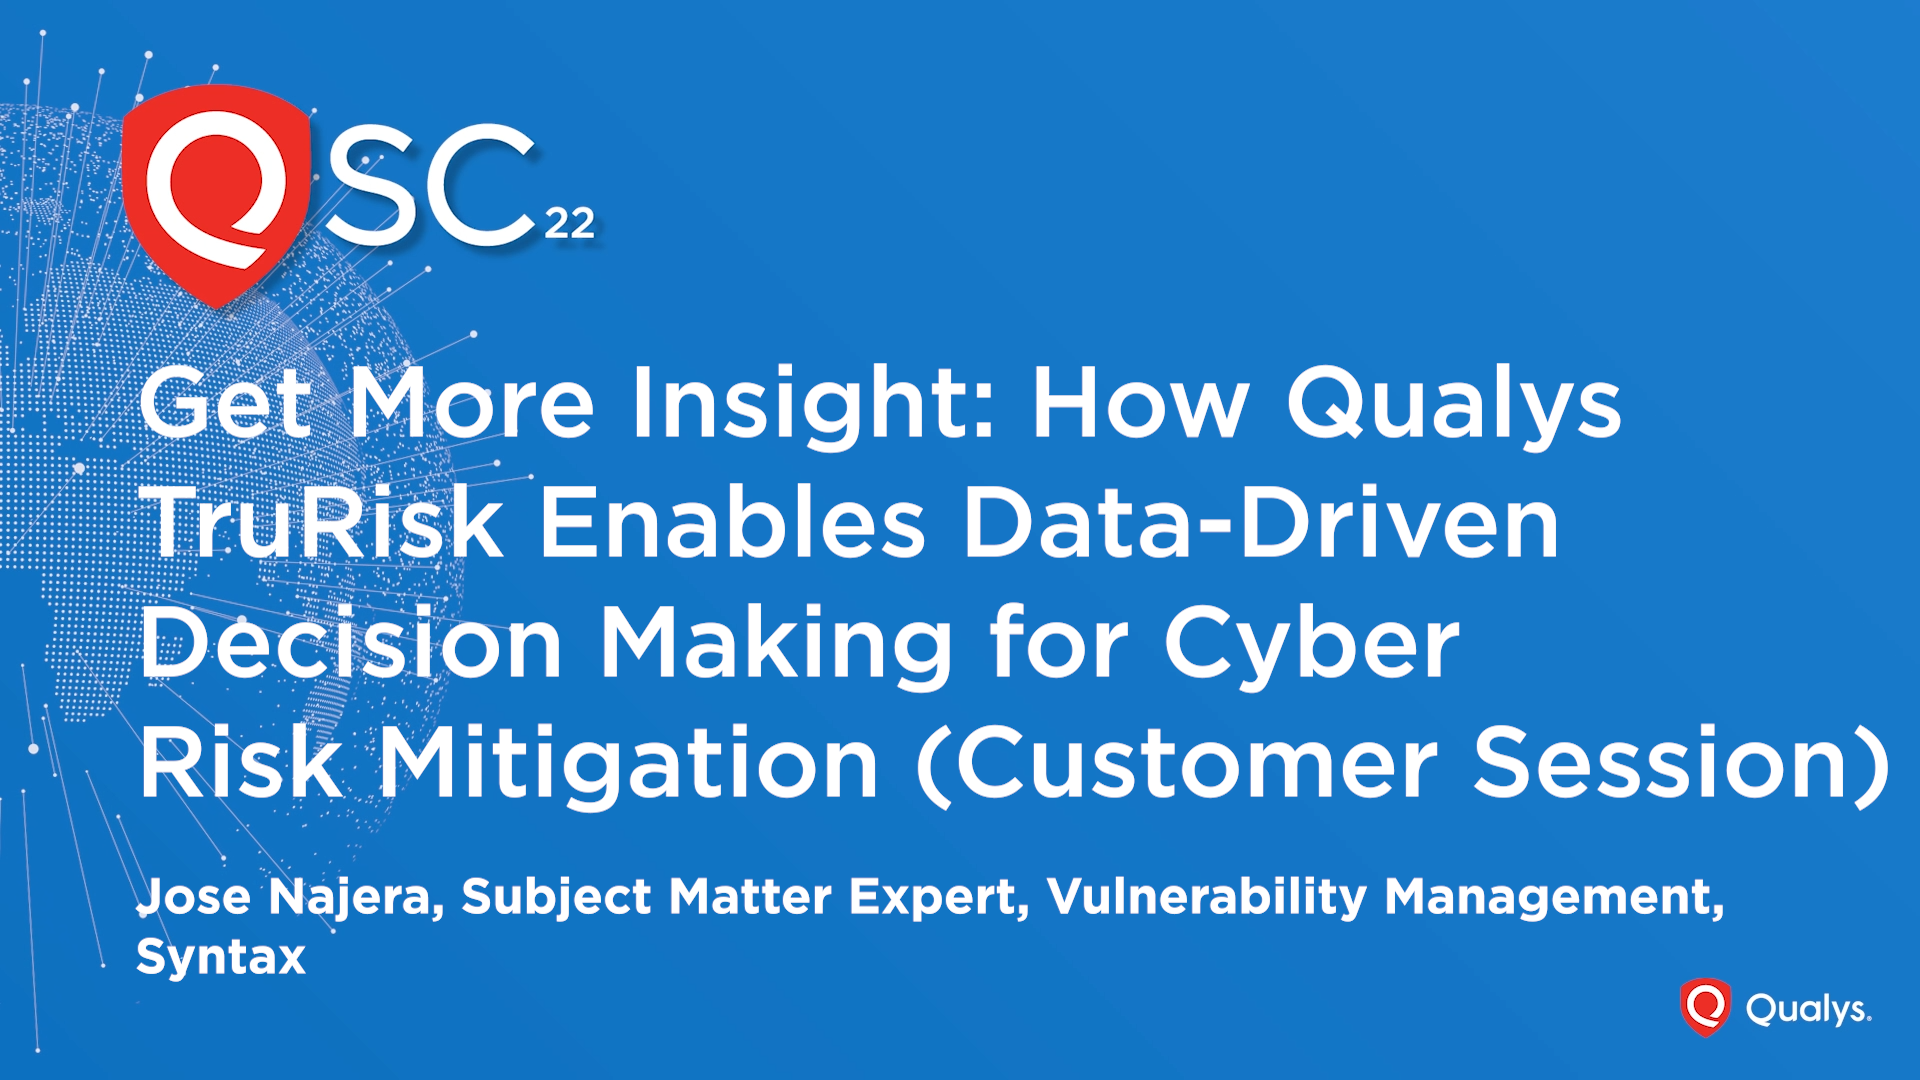 QSC22
Get More Insight: How Qualys
TruRisk Enables Data-Driven
Decision Making for Cyber
Risk Mitigation (Customer Session)
Jose Najera, Subject Matter Expert, Vulnerability Management,
Syntax
Qualys.